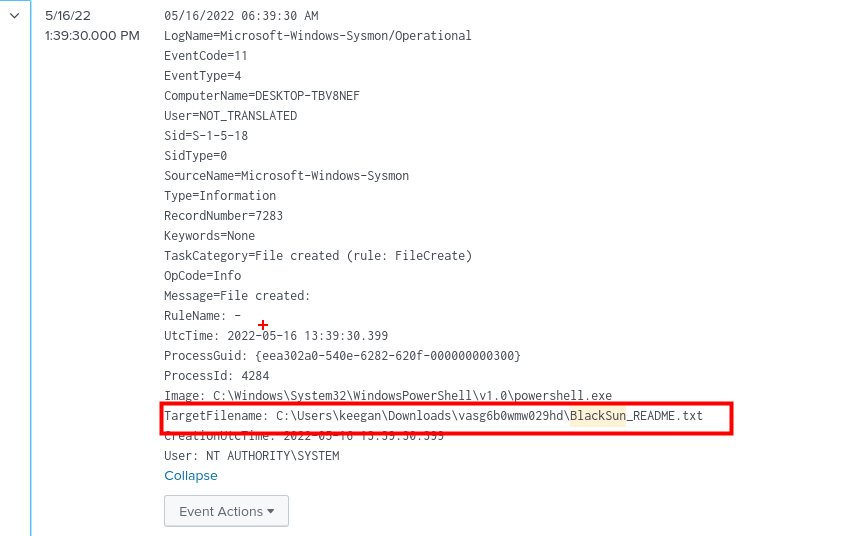 5/16/22
1:39:30.000 PM
05/16/2022 06:39:30 AM
LogName=Microsoft-Windows-Sysmon/Operational
EventCode=11
EventType=4
ComputerName=DESKTOP-TBV8NEF
User=NOT_TRANSLATED
Sid=S-1-5-18
SidType=0
SourceName=Microsoft-Windows-Sysmon
Type=Information
RecordNumber=7283
Keywords=None
TaskCategory=File created (rule: FileCreate)
OpCode=Info
Message=File created:
RuleName: -
UtcTime: 2022-05-16 13:39:30.399
ProcessGuid: {eea302a0-540e-6282-620f-000000000300}
ProcessId: 4284
Image: C:\Windows\System32\WindowsPowerShell\v1.0\powershell.exe
TargetFilename: C:\Users\keegan\Downloads\vasg6b0wmw029hd\BlackSun_README.txt
CreationUtcTime: 2022-05-16 13:39:30.399
User: NT AUTHORITY\SYSTEM
Collapse
Event Actions